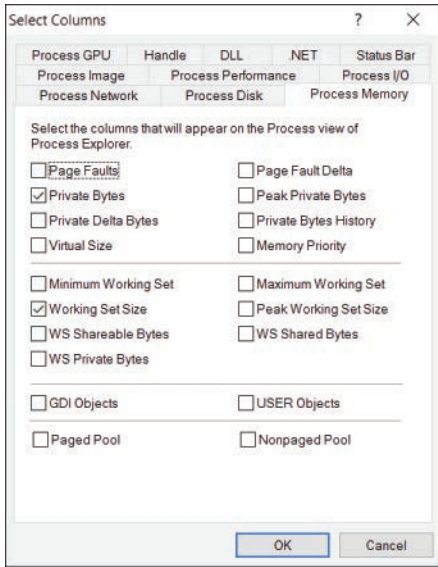 Select Columns ? ×
Process GPU Handle DLL .NET Status Bar
Process Image Process Performance Process I/O
Process Network Process Disk Process Memory
Select the columns that will appear on the Process view of
Process Explorer.
Page Faults Page Fault Delta
Private Bytes Peak Private Bytes
Private Delta Bytes Private Bytes History
Virtual Size Memory Priority
Minimum Working Set Maximum Working Set
Working Set Size Peak Working Set Size
WS Shareable Bytes WS Shared Bytes
WS Private Bytes
GDI Objects USER Objects
Paged Pool Nonpaged Pool
OK Cancel